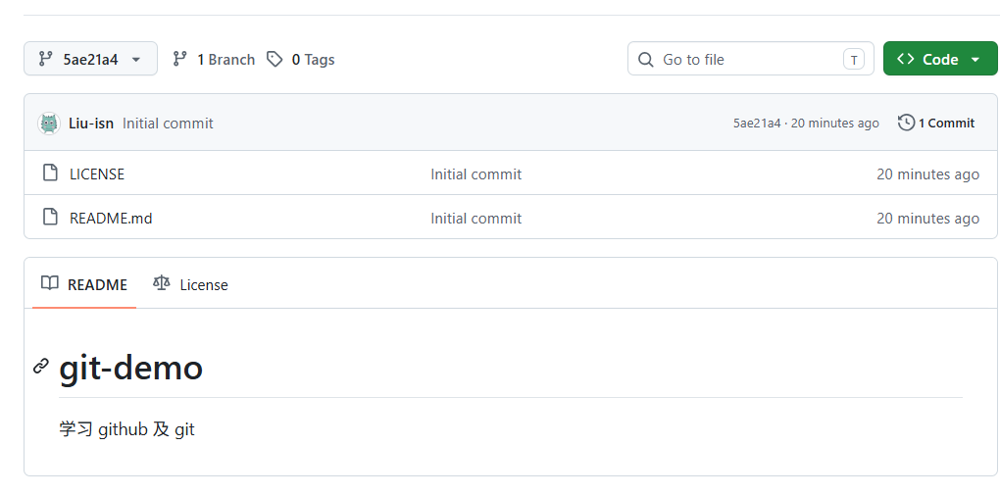 5ae21a4 1 Branch 0 Tags Go to file T Code
Liu-isn Initial commit 5ae21a4 · 20 minutes ago 1 Commit
LICENSE Initial commit 20 minutes ago
README.md Initial commit 20 minutes ago
README License
git-demo
学习 github 及 git